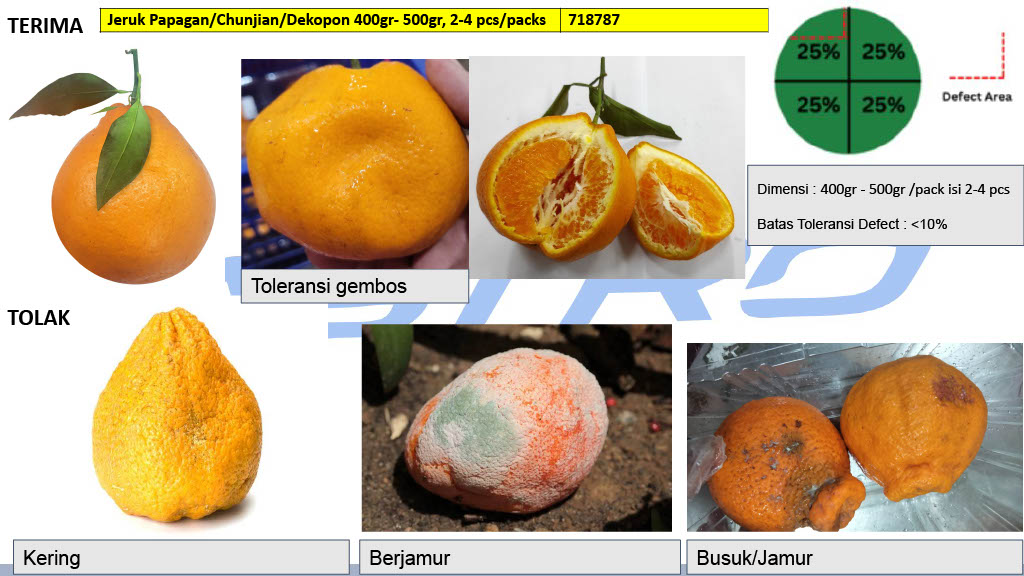 TERIMA
Jeruk Papagan/Chunjian/Dekopon 400gr- 500gr, 2-4 pcs/packs 718787
25% 25%
25% 25%
Defect Area
Dimensi : 400gr - 500gr /pack isi 2-4 pcs
Batas Toleransi Defect : <10%
Toleransi gembos
TOLAK
Kering
Berjamur
Busuk/Jamur